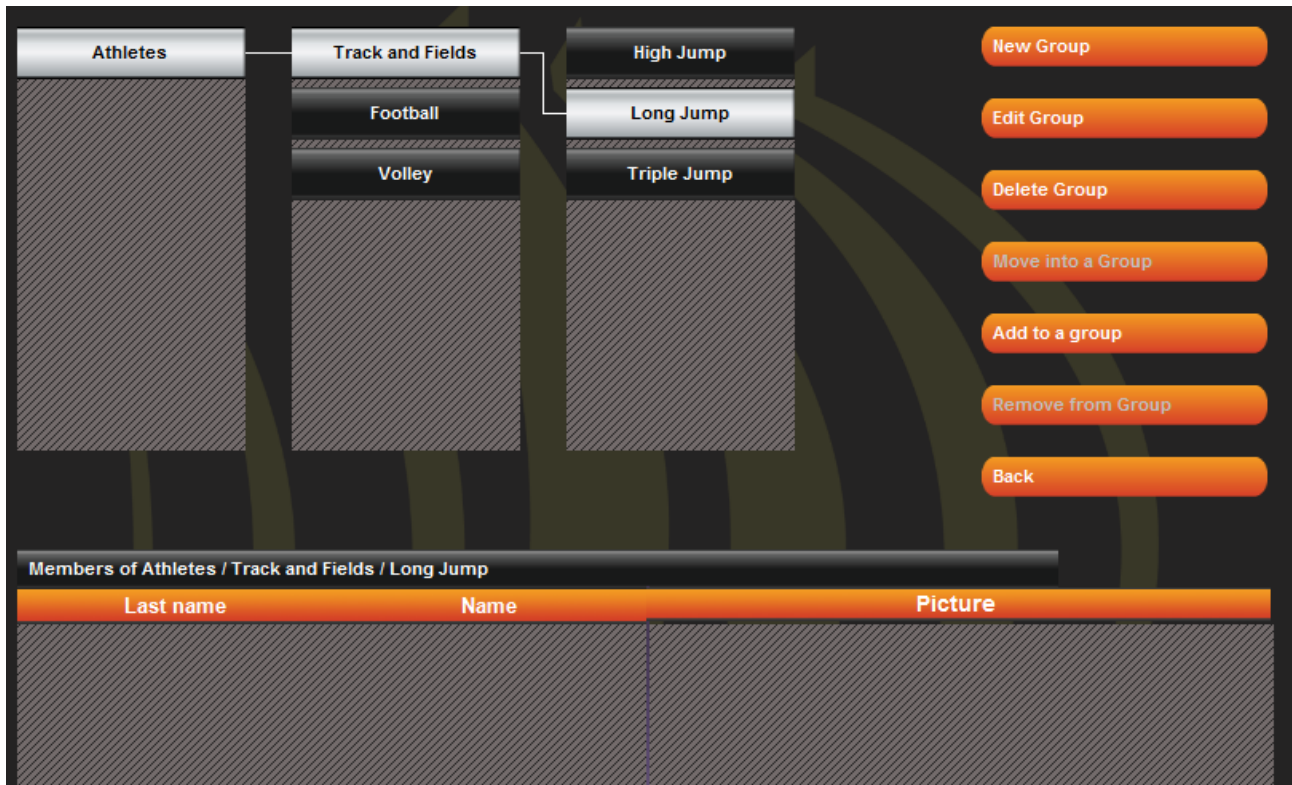 Athletes
Track and Fields
Football
Volley
High Jump
Long Jump
Triple Jump
New Group
Edit Group
Delete Group
Move into a Group
Add to a group
Remove from Group
Back
Members of Athletes / Track and Fields / Long Jump
Last name Name Picture